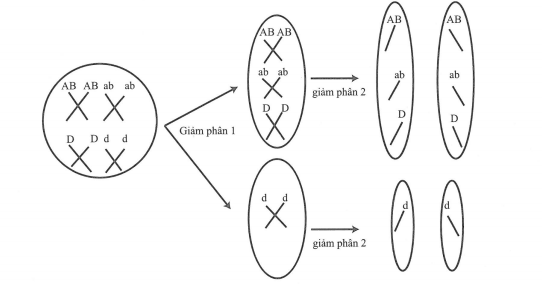 AB AB ab ab
D D d d
Giảm phân 1
AB AB
ab ab
D D
giảm phân 2
AB
ab
D
AB
ab
D
d d
giảm phân 2
d
d